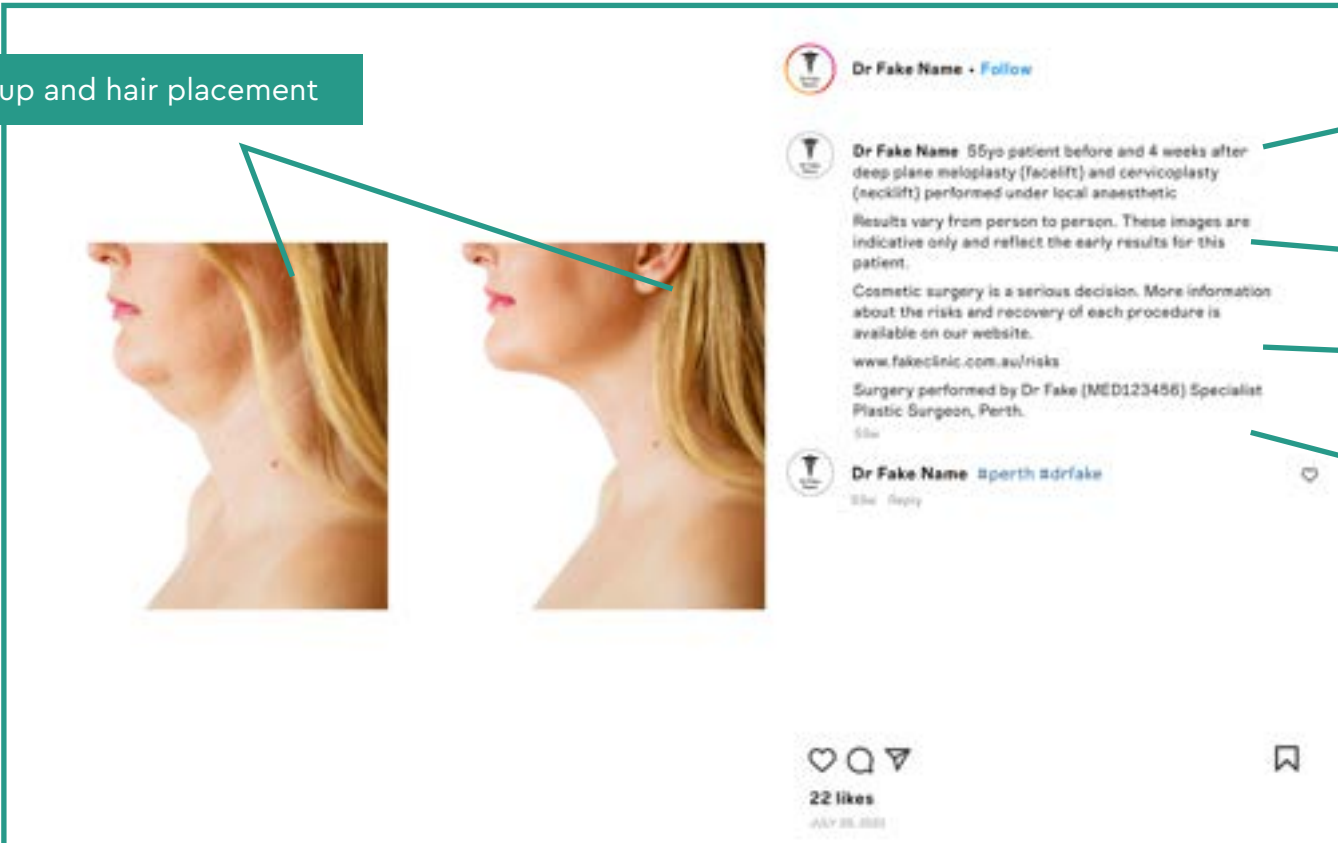 up and hair placement
Dr Fake Name • Follow
Dr Fake Name 55yo patient before and 4 weeks after
deep plane meloplasty (facelift) and cervicoplasty
(necklift) performed under local anaesthetic
Results vary from person to person. These images are
indicative only and reflect the early results for this
patient.
Cosmetic surgery is a serious decision. More information
about the risks and recovery of each procedure is
available on our website.
www.fakeclinic.com.au/risks
Surgery performed by Dr Fake (MED123456) Specialist
Plastic Surgeon, Perth.
Dr Fake Name #perth #drfake
Reply
22 likes
JULY